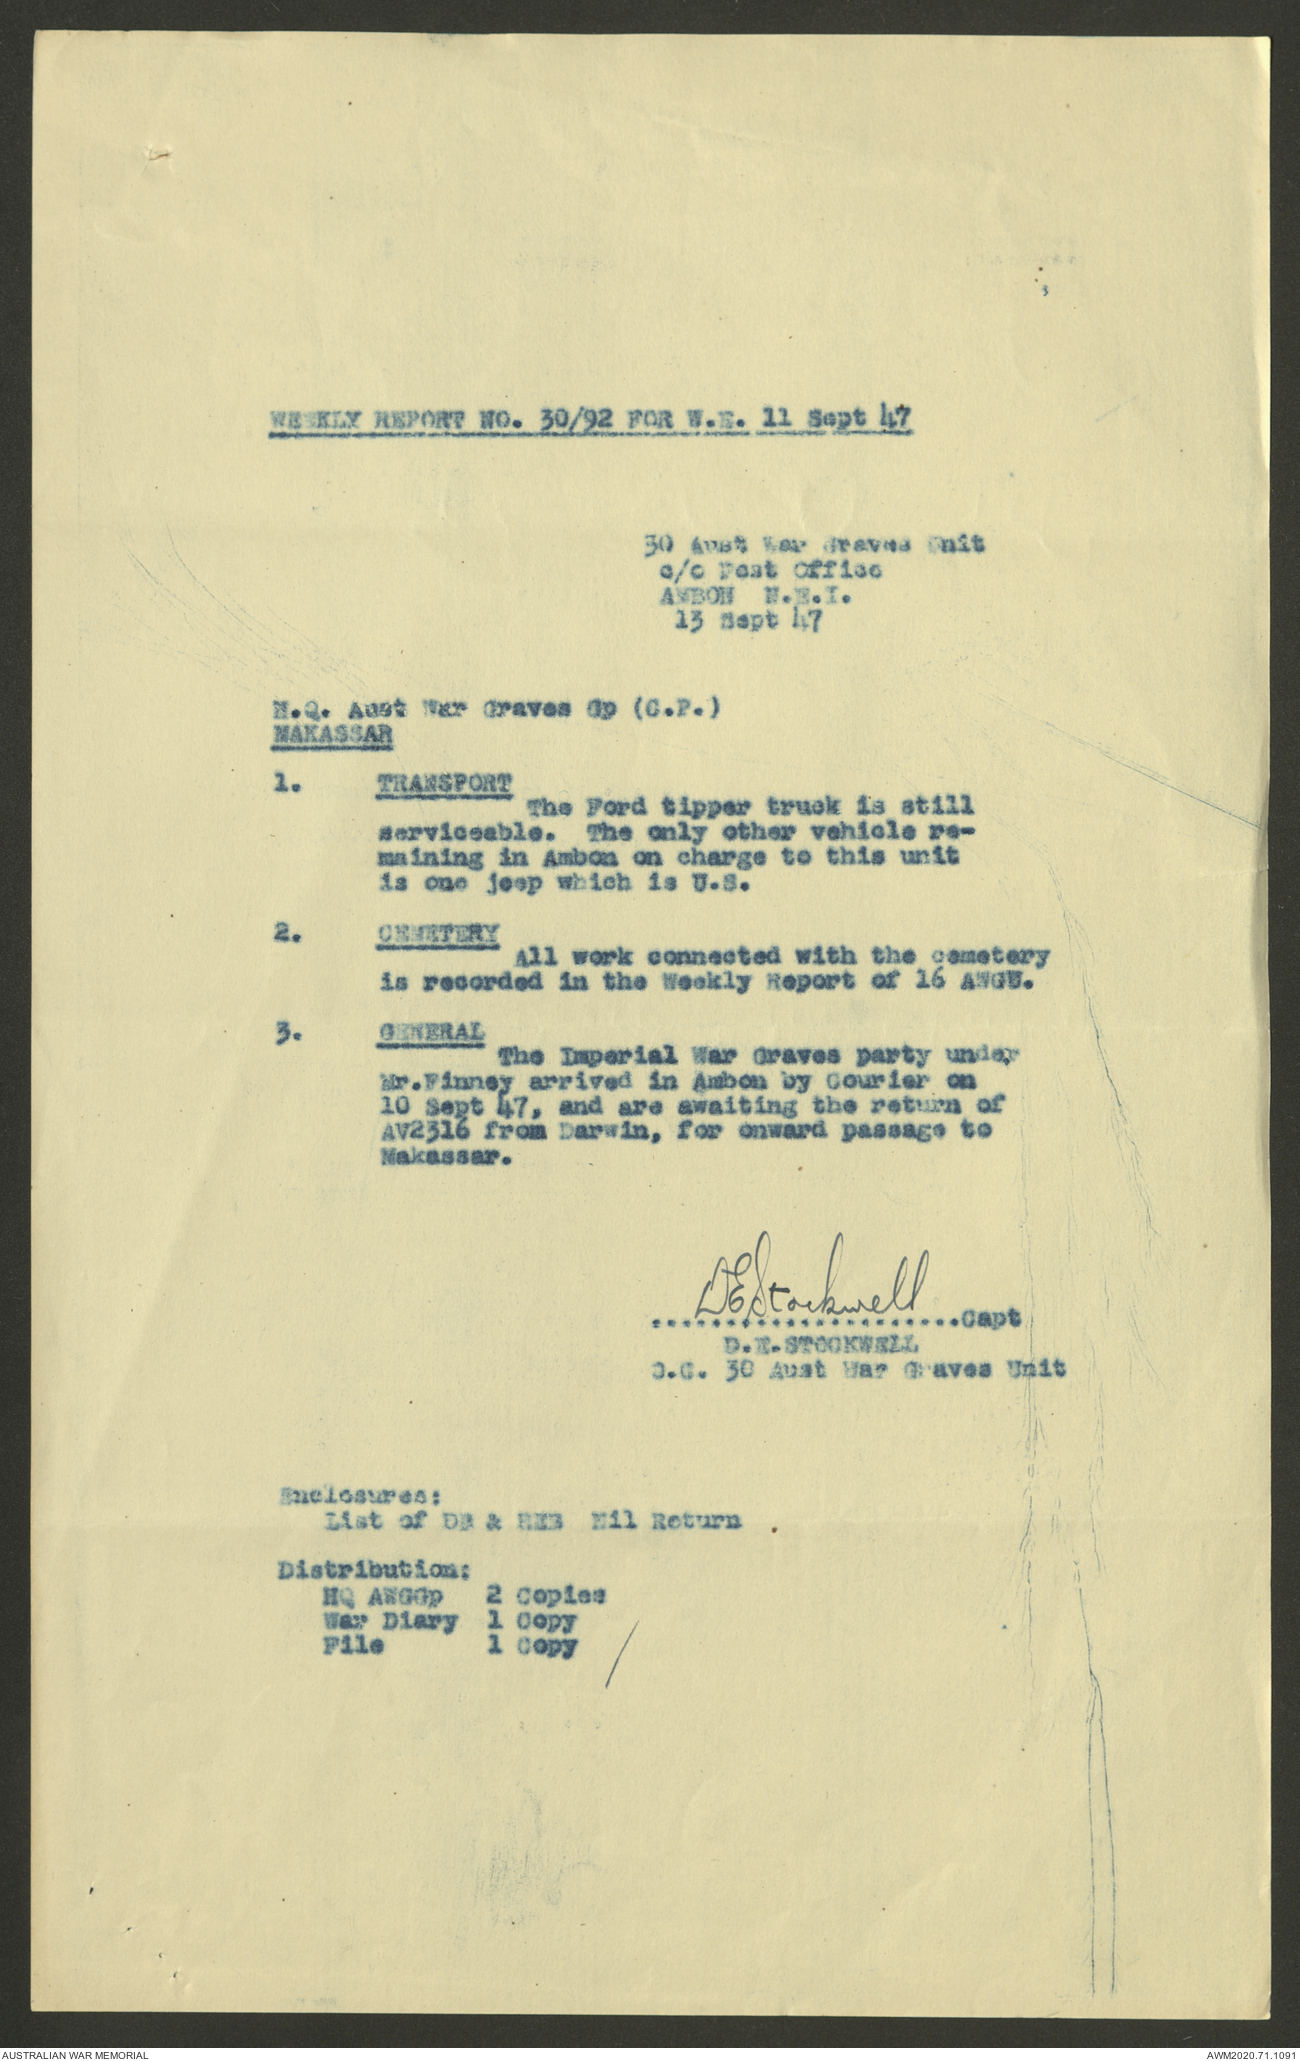 WEEKLY REPORT NO. 30/92 FOR W.E. 11 Sept 47
30 Aust War Graves Unit
c/o Post Office
AMBON N.E.I.
13 Sept 47
H.Q. Aust War Graves Gp (C.P.)
MAKASSAR
1. TRANSPORT
The Ford tipper truck is still
serviceable. The only other vehicle re-
maining in Ambon on charge to this unit
is one jeep which is U.S.
2. CEMETERY
All work connected with the cemetery
is recorded in the Weekly Report of 16 AWGU.
3. GENERAL
The Imperial War Graves party under
Mr.Finney arrived in Ambon by Courier on
10 Sept 47, and are awaiting the return of
AV2316 from Darwin, for onward passage to
Makassar.
DEStockwell
.....................Capt
D.E.STOCKWELL
O.C. 30 Aust War Graves Unit
Enclosures:
List of & Nil Return
Distribution:
HQ AWGGp 2 Copies
War Diary 1 Copy
File 1 Copy /
AUSTRALIAN WAR MEMORIAL
AWM2020.71.1091